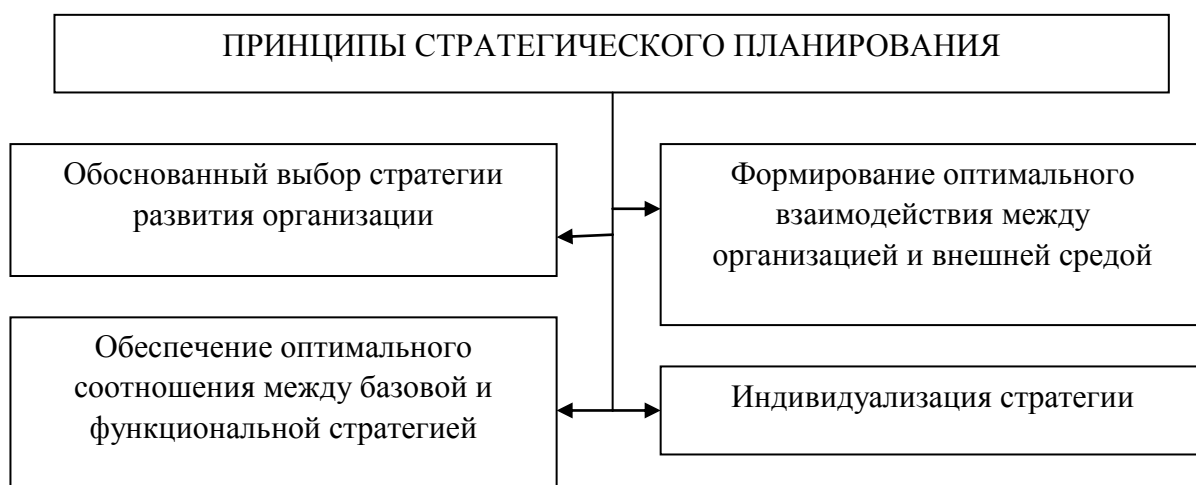 ПРИНЦИПЫ СТРАТЕГИЧЕСКОГО ПЛАНИРОВАНИЯ
Обоснованный выбор стратегии
развития организации
Формирование оптимального
взаимодействия между
организацией и внешней средой
Обеспечение оптимального
соотношения между базовой и
функциональной стратегией
Индивидуализация стратегии